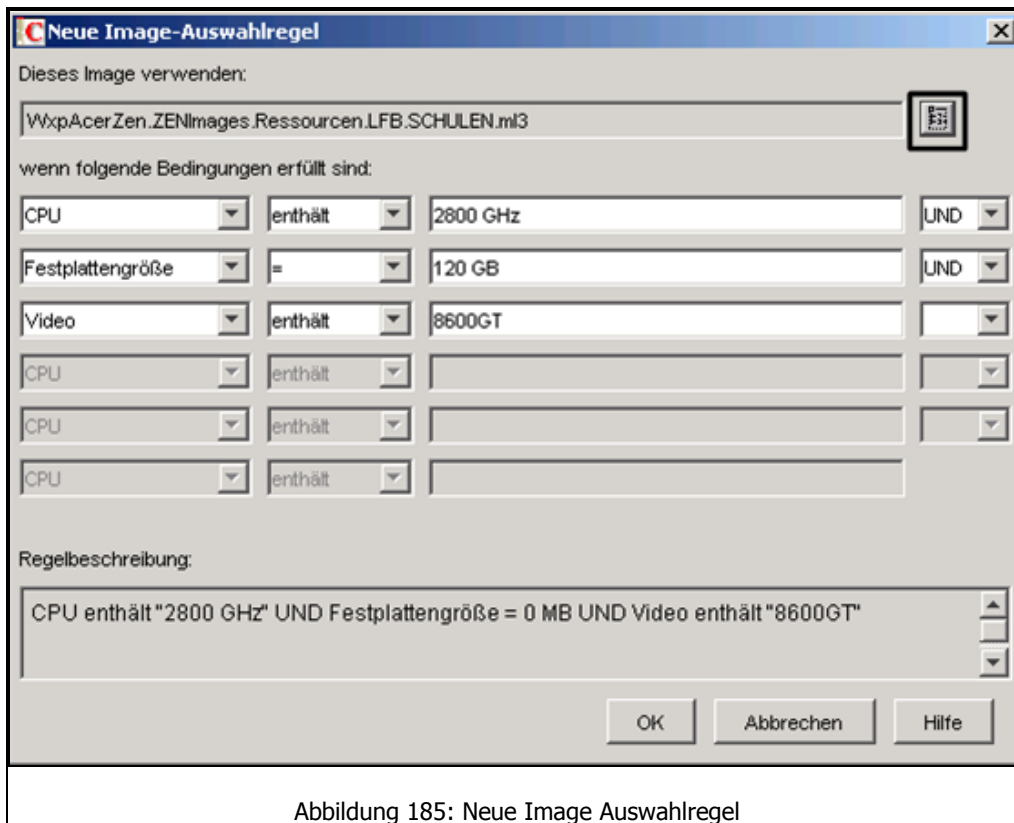 Neue Image-Auswahlregel
Dieses Image verwenden:
WxpAcerZen.ZENImages.Ressourcen.LFB.SCHULEN.ml3
wenn folgende Bedingungen erfüllt sind:
CPU enthält 2800 GHz UND
Festplattengröße = 120 GB UND
Video enthält 8600GT
CPU enthält
CPU enthält
CPU enthält
Regelbeschreibung:
CPU enthält "2800 GHz" UND Festplattengröße = 0 MB UND Video enthält "8600GT"
OK Abbrechen Hilfe
Abbildung 185: Neue Image Auswahlregel